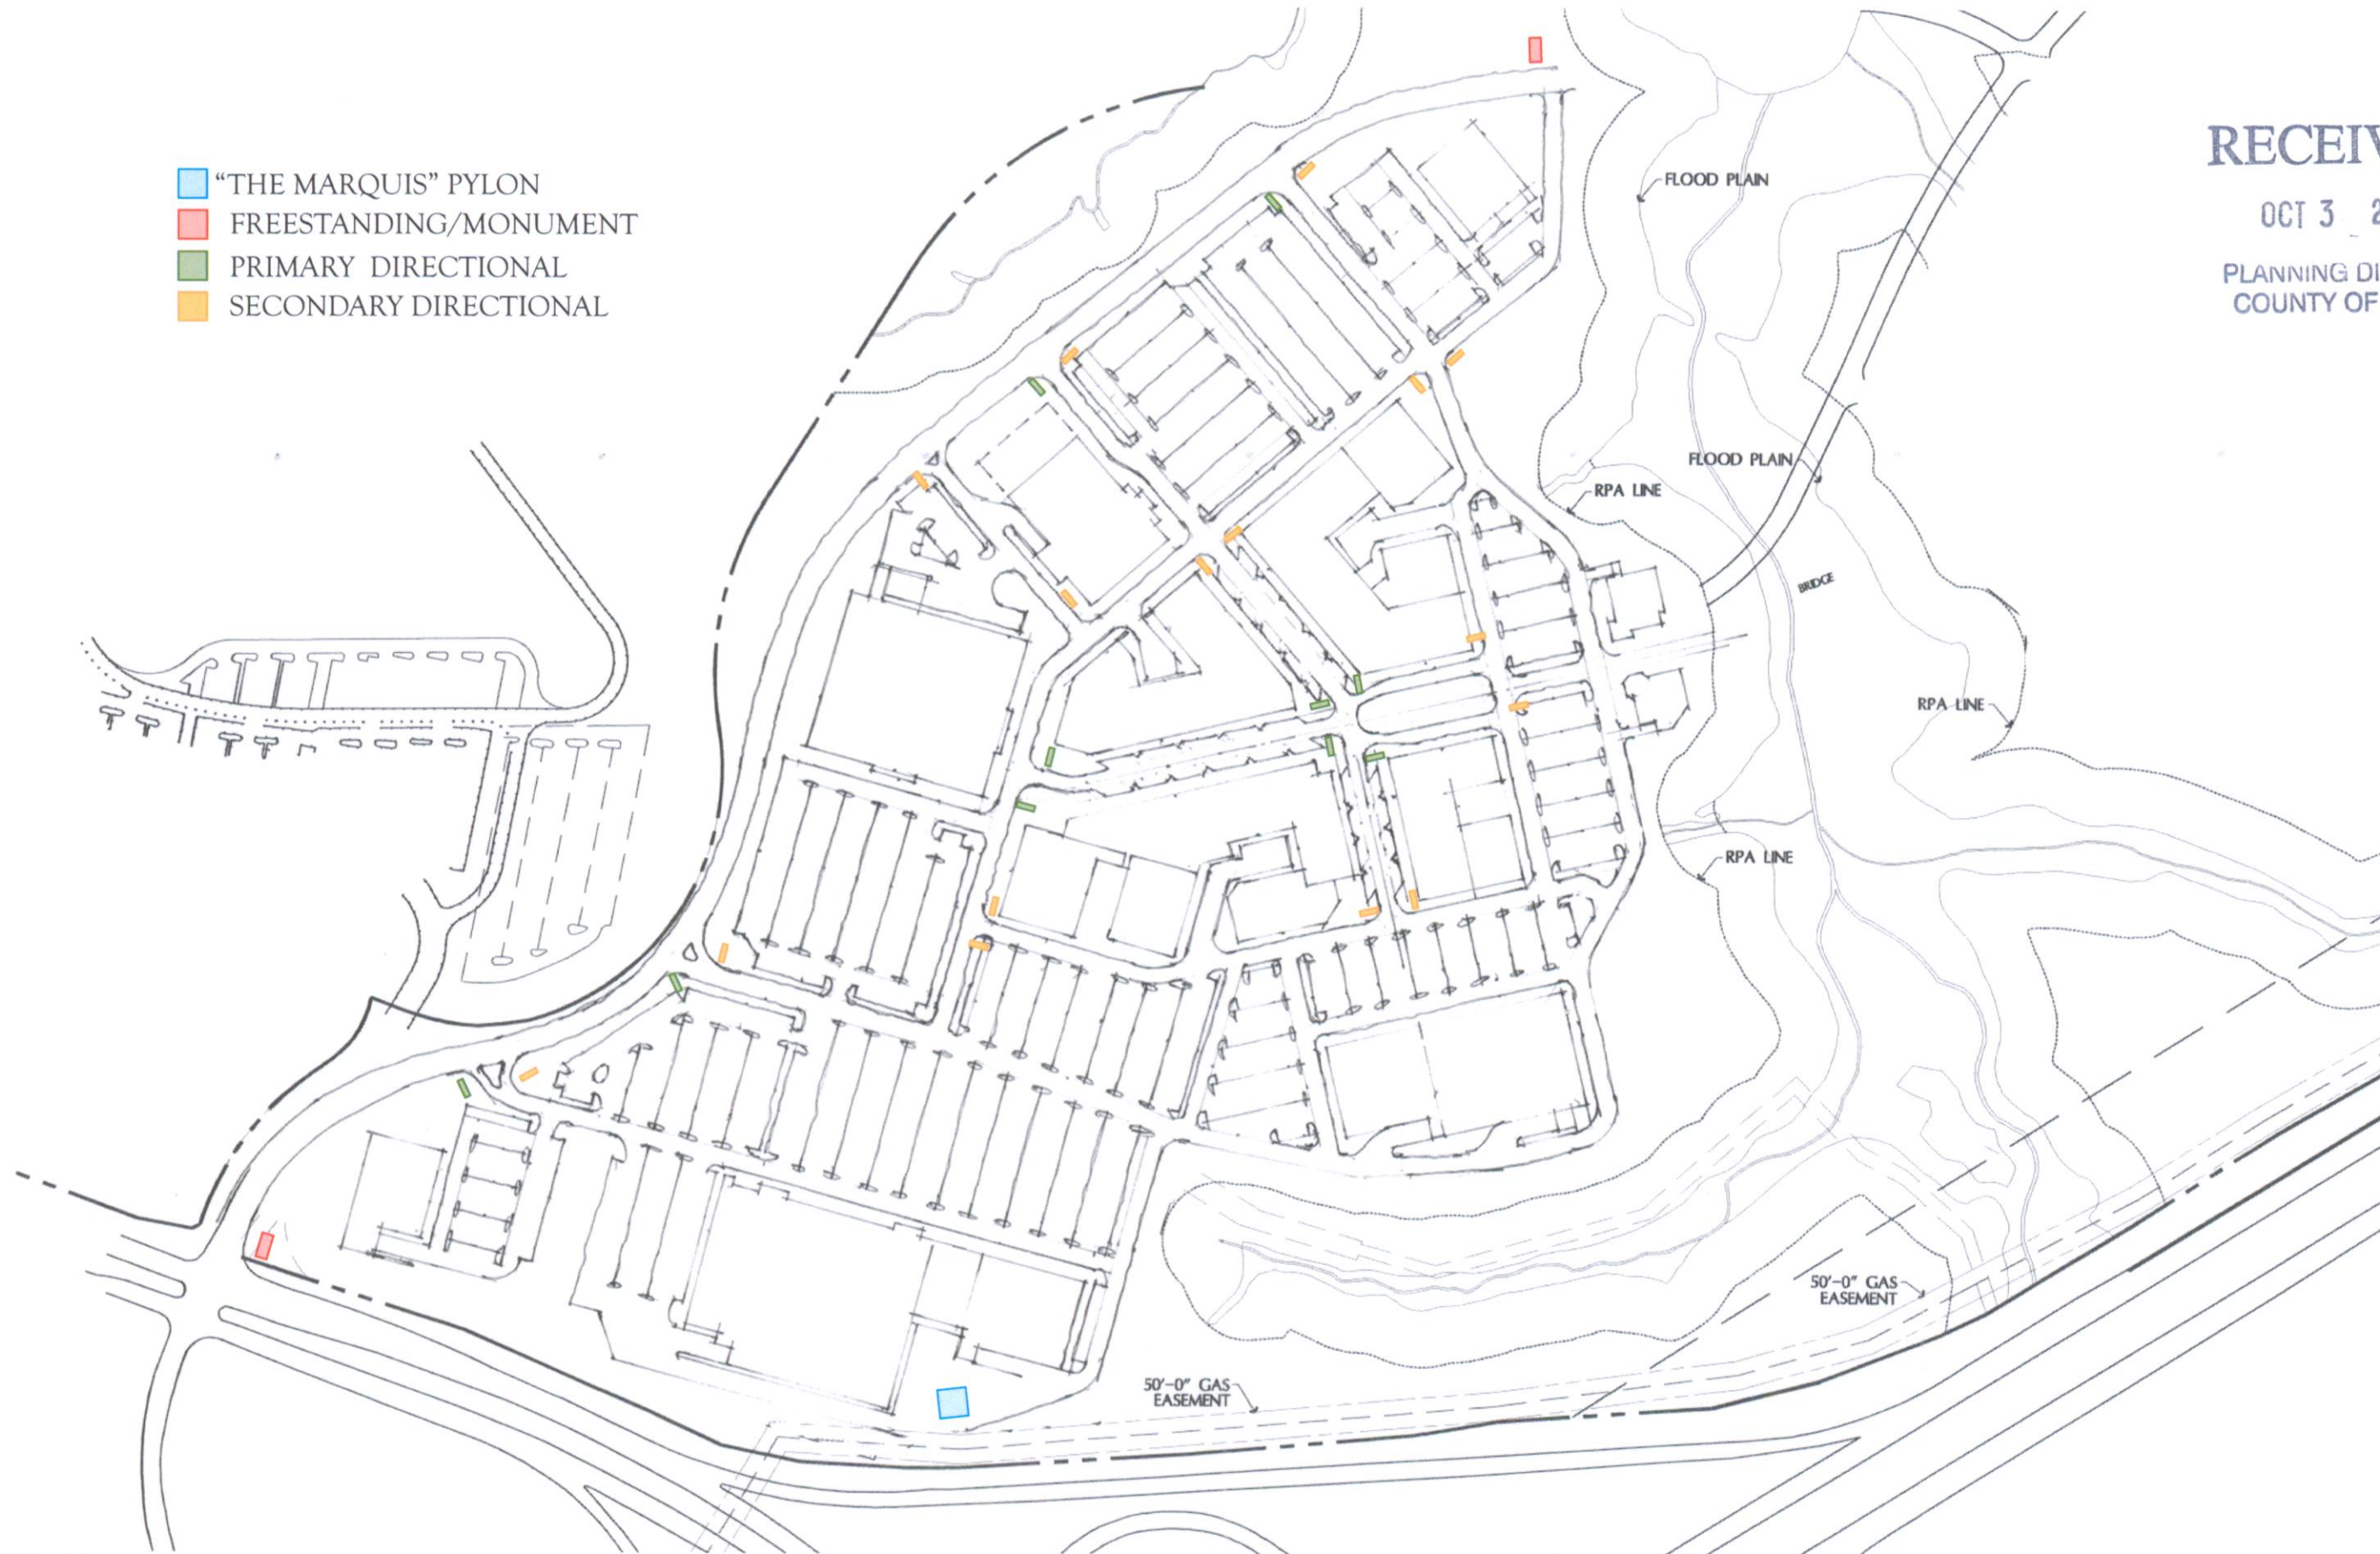 “THE MARQUIS” PYLON
FREESTANDING/MONUMENT
PRIMARY DIRECTIONAL
SECONDARY DIRECTIONAL
RECEIV
OCT 3 2
PLANNING DI
COUNTY OF
FLOOD PLAIN
FLOOD PLAIN
RPA LINE
BRIDGE
RPA LINE
RPA LINE
50'-0" GAS
EASEMENT
50'-0" GAS
EASEMENT